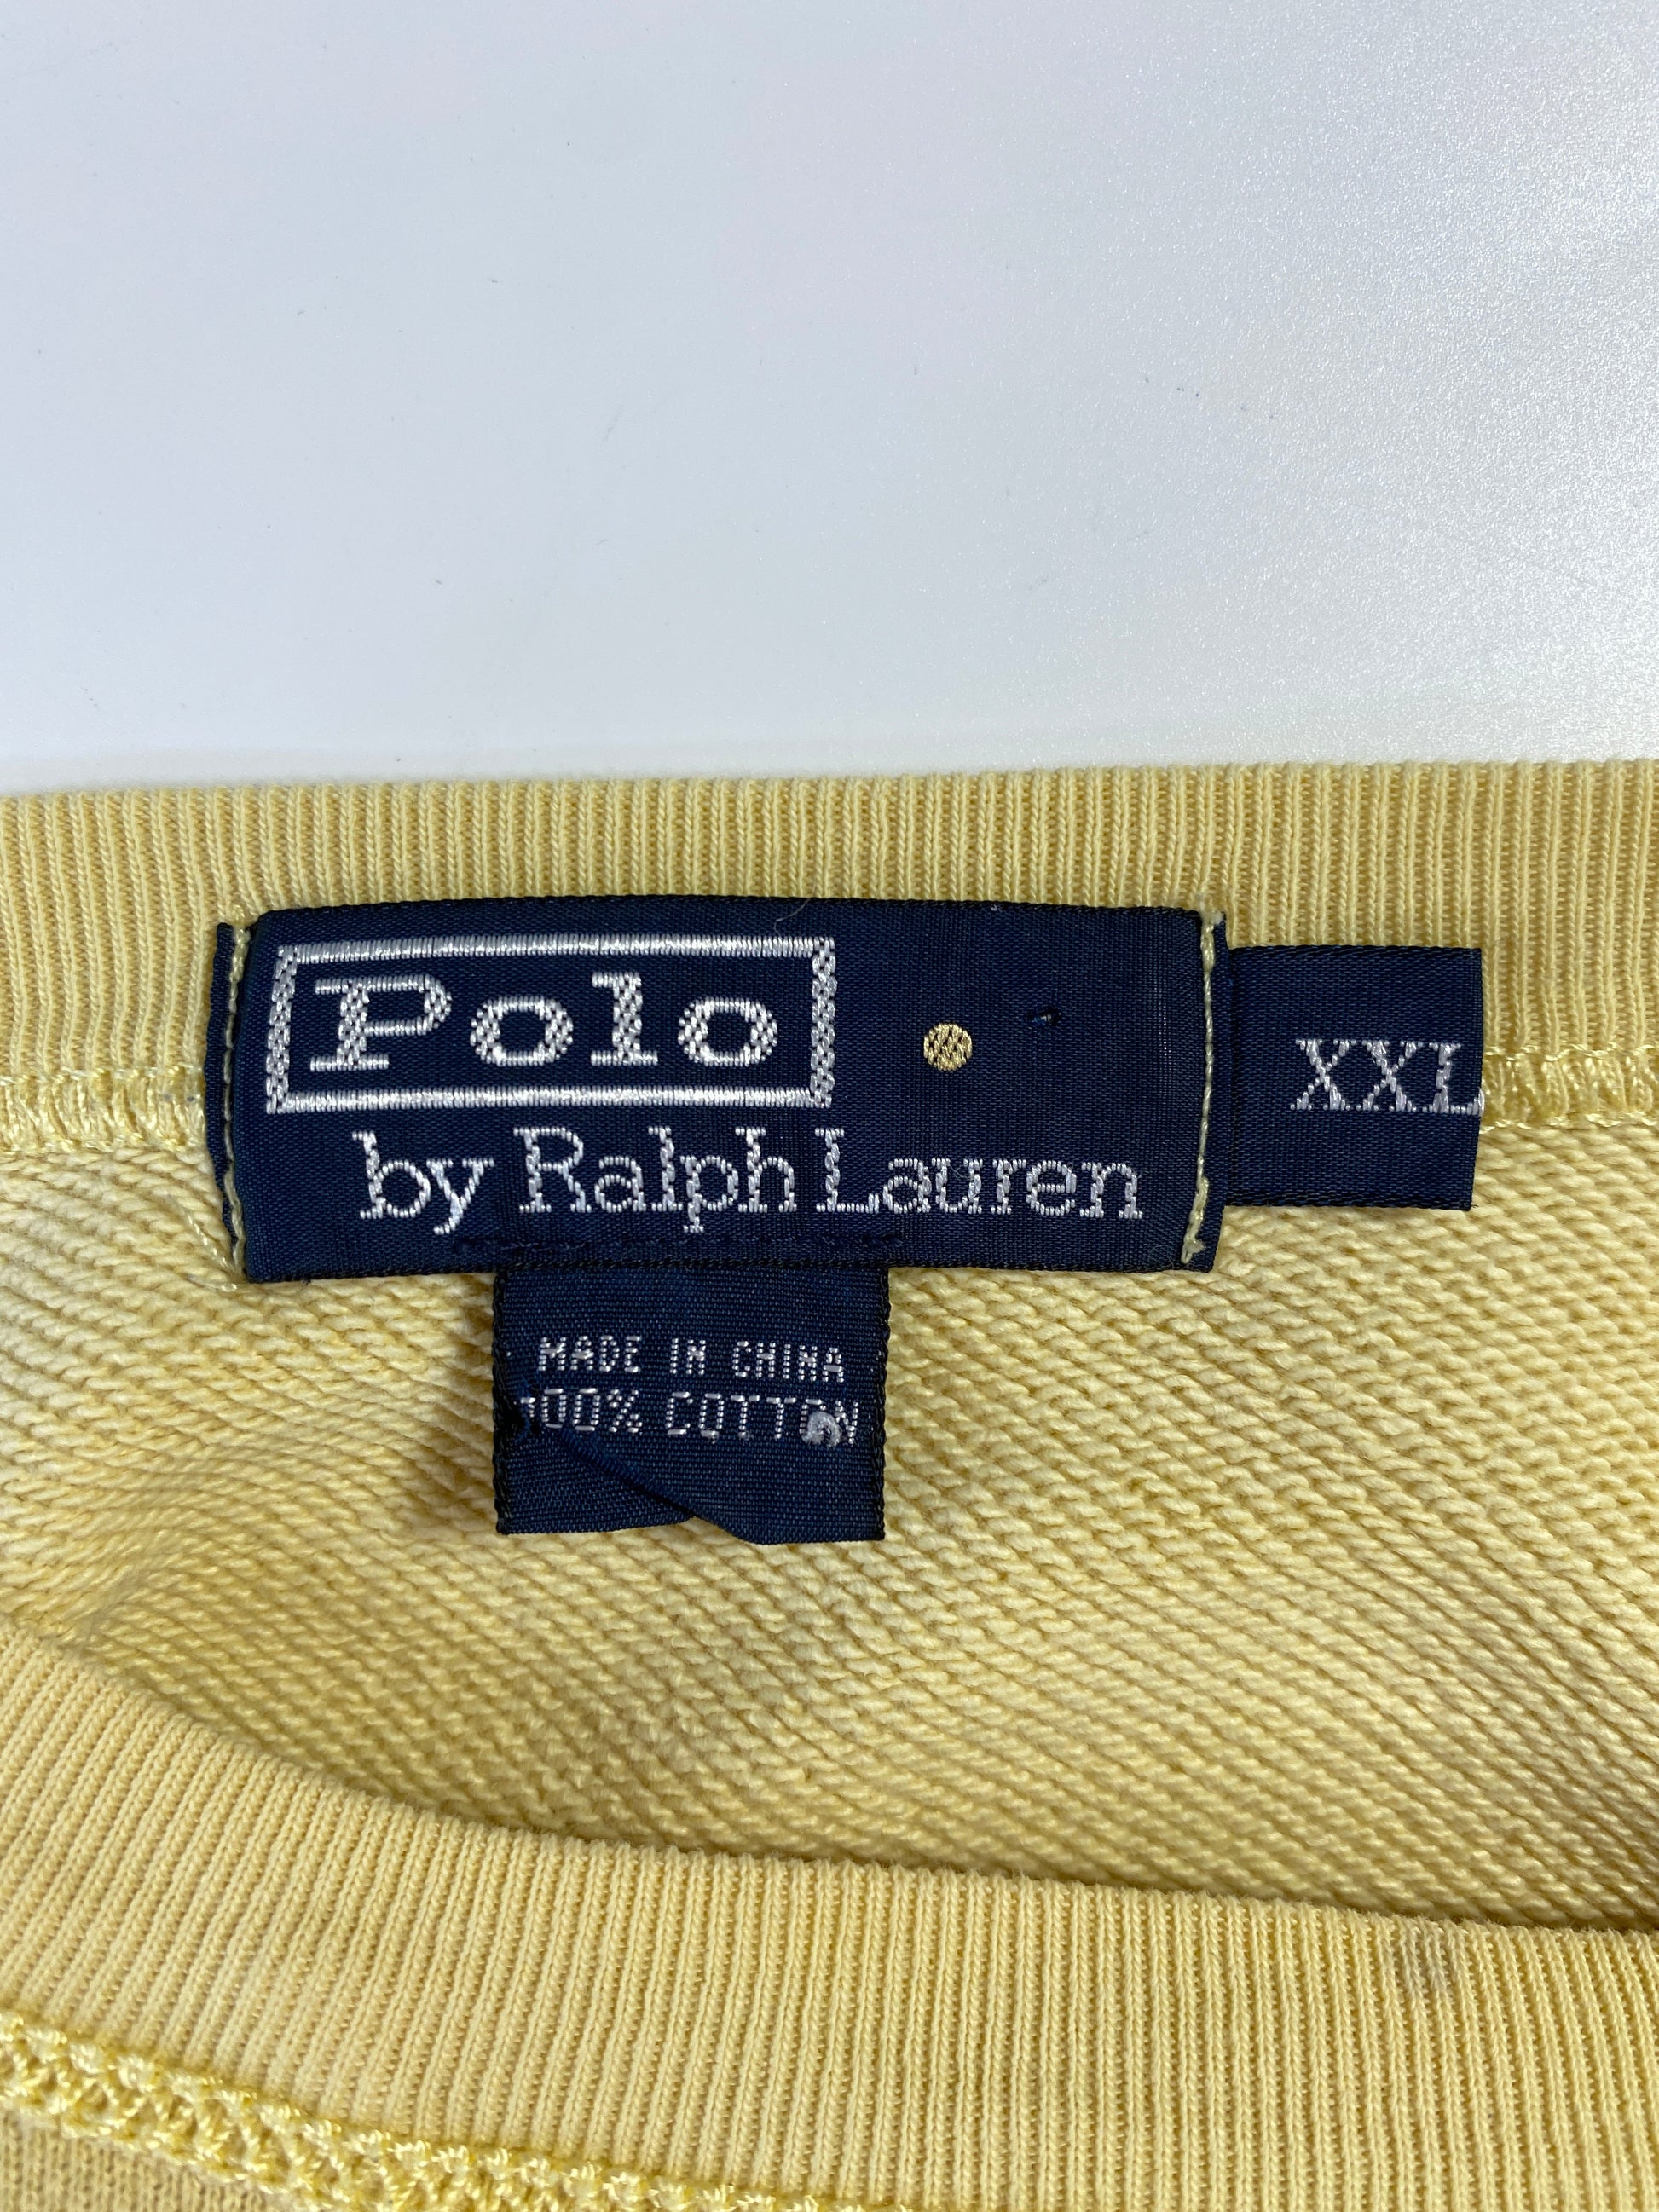 Polo
by Ralph Lauren
XXL
MADE IN CHINA
100% COTTON